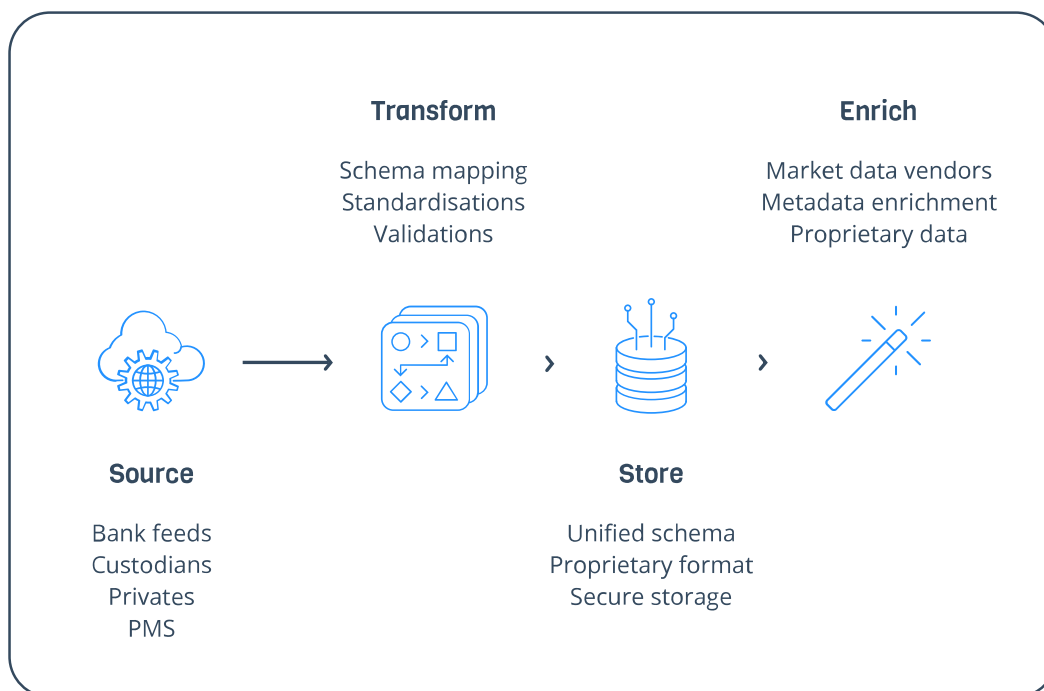 Transform
Schema mapping
Standardisations
Validations
Enrich
Market data vendors
Metadata enrichment
Proprietary data
Source
Bank feeds
Custodians
Privates
PMS
Store
Unified schema
Proprietary format
Secure storage